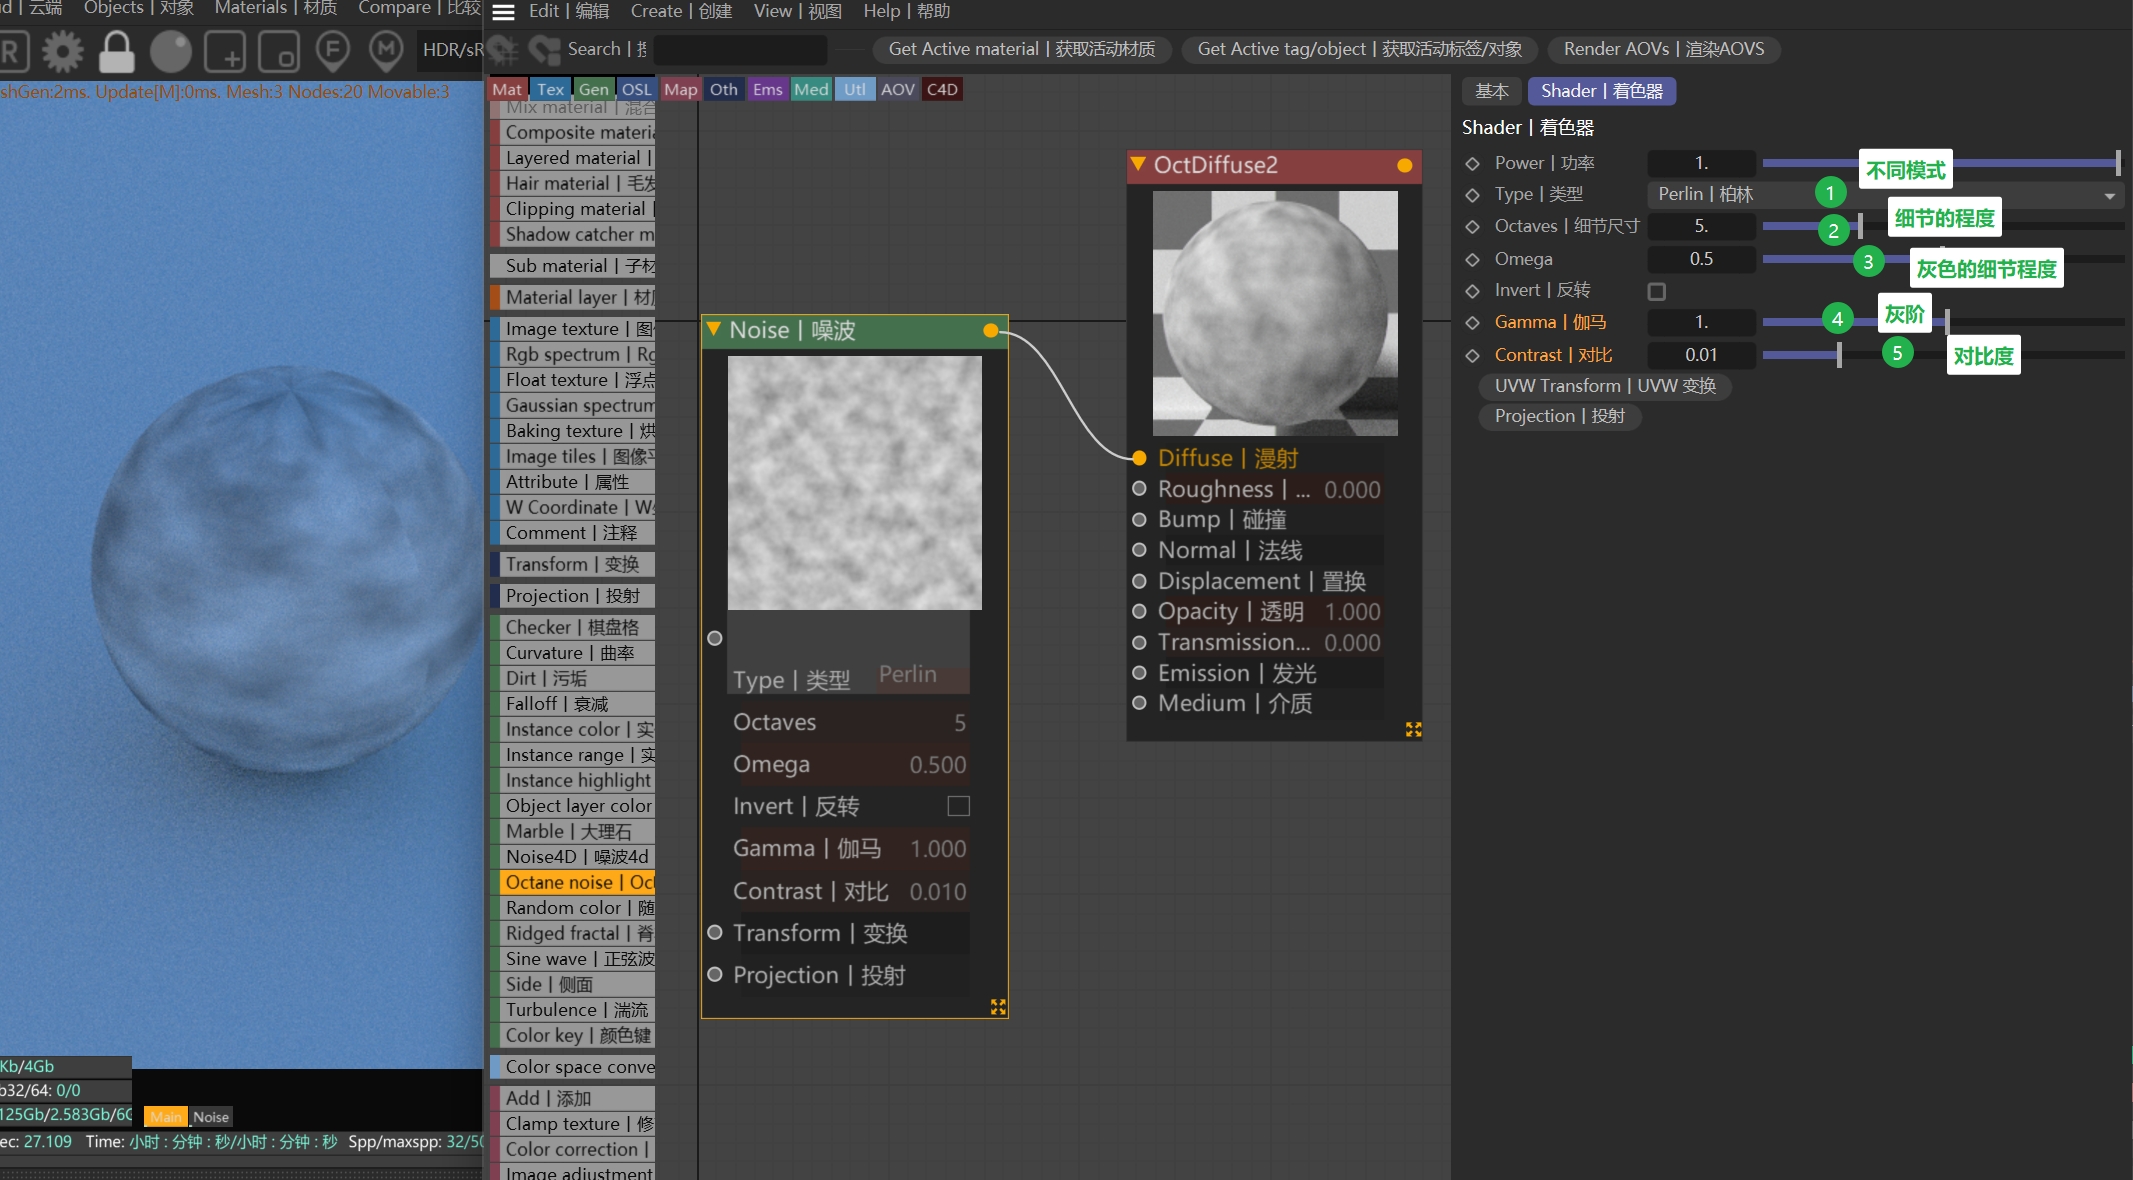 云端 Objects | 对象 Materials | 材质 Compare | 比较
HDR/sR
shGen:2ms. Update[M]:0ms. Mesh:3 Nodes:20 Movable:3
Kb/4Gb
b32/64: 0/0
125Gb/2.583Gb/6G
Main Noise
ec: 27.109 Time: 小时 : 分钟 : 秒/小时 : 分钟 : 秒 Spp/maxspp: 32/50
Edit | 编辑 Create | 创建 View | 视图 Help | 帮助
Search |
Get Active material | 获取活动材质 Get Active tag/object | 获取活动标签/对象 Render AOVs | 渲染AOVS
Mat Tex Gen OSL Map Oth Ems Med Utl AOV C4D
Mix material | 混合
Composite materi
Layered material |
Hair material | 毛发
Clipping material |
Shadow catcher m
Sub material | 子材
Material layer | 材
Image texture | 图
Rgb spectrum | Rg
Float texture | 浮点
Gaussian spectrum
Baking texture | 烘
Image tiles | 图像平
Attribute | 属性
W Coordinate | W
Comment | 注释
Transform | 变换
Projection | 投射
Checker | 棋盘格
Curvature | 曲率
Dirt | 污垢
Falloff | 衰减
Instance color | 实
Instance range | 实
Instance highlight
Object layer color
Marble | 大理石
Noise4D | 噪波4d
Octane noise | Oct
Random color | 随
Ridged fractal | 脊
Sine wave | 正弦波
Side | 侧面
Turbulence | 湍流
Color key | 颜色键
Color space conve
Add | 添加
Clamp texture | 修
Color correction |
Image adjustment
Noise | 噪波
Type | 类型 Perlin
Octaves 5
Omega 0.500
Invert | 反转
Gamma | 伽马 1.000
Contrast | 对比 0.010
Transform | 变换
Projection | 投射
OctDiffuse2
Diffuse | 漫射
Roughness | ... 0.000
Bump | 碰撞
Normal | 法线
Displacement | 置换
Opacity | 透明 1.000
Transmission... 0.000
Emission | 发光
Medium | 介质
基本 Shader | 着色器
Shader | 着色器
Power | 功率 1. 不同模式
Type | 类型 Perlin | 柏林 1
Octaves | 细节尺寸 5. 2 细节的程度
Omega 0.5 3 灰色的细节程度
Invert | 反转
Gamma | 伽马 1. 4 灰阶
Contrast | 对比 0.01 5 对比度
UVW Transform | UVW 变换
Projection | 投射